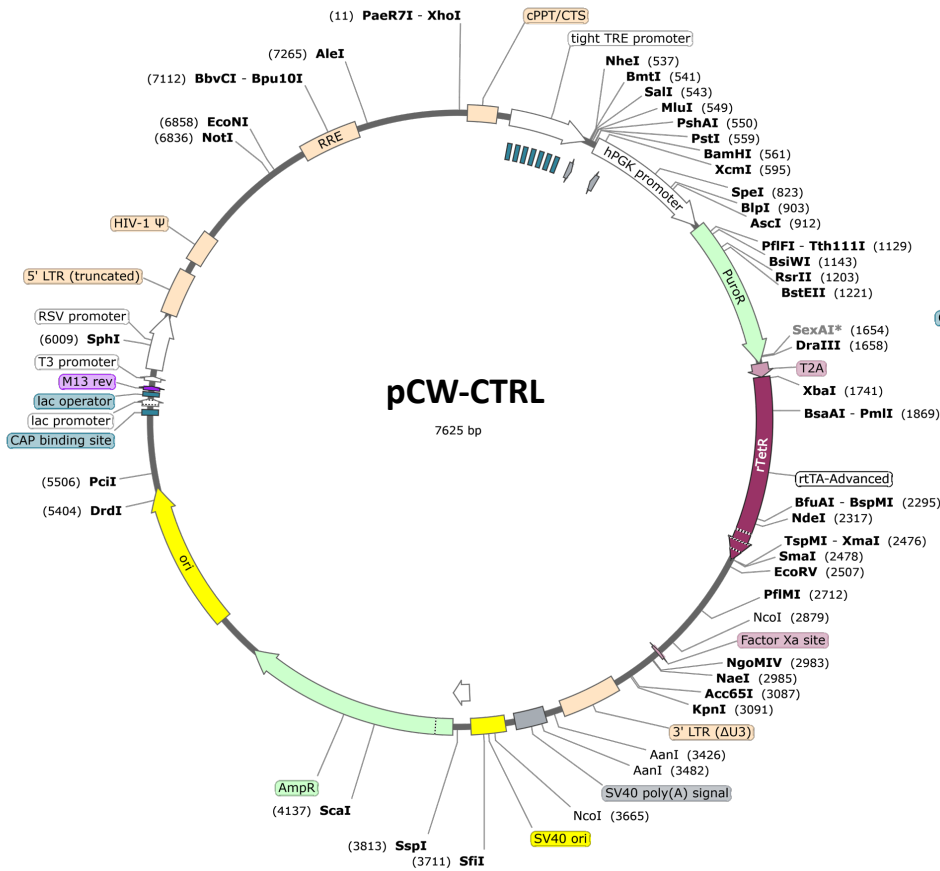 (11) PaeR7I - XhoI
cPPT/CTS
tight TRE promoter
(7265) AleI
(7112) BbvCI - Bpu10I
(6858) EcoNI
(6836) NotI
RRE
HIV-1 Ψ
5' LTR (truncated)
RSV promoter
(6009) SphI
T3 promoter
M13 rev
lac operator
lac promoter
CAP binding site
(5506) PciI
(5404) DrdI
ori
NheI (537)
BmtI (541)
SalI (543)
MluI (549)
PshAI (550)
PstI (559)
BamHI (561)
XcmI (595)
hPGK promoter
SpeI (823)
BlpI (903)
AscI (912)
PflFI - Tth111I (1129)
BsiWI (1143)
RsrII (1203)
BstEII (1221)
PuroR
SexAI* (1654)
DraIII (1658)
T2A
XbaI (1741)
BsaAI - PmlI (1869)
rTetR
rtTA-Advanced
BfuAI - BspMI (2295)
NdeI (2317)
TspMI - XmaI (2476)
SmaI (2478)
EcoRV (2507)
PflMI (2712)
NcoI (2879)
Factor Xa site
NgoMIV (2983)
NaeI (2985)
Acc65I (3087)
KpnI (3091)
3' LTR (ΔU3)
AanI (3426)
AanI (3482)
SV40 poly(A) signal
NcoI (3665)
SV40 ori
(3711) SfiI
(3813) SspI
(4137) ScaI
AmpR
pCW-CTRL
7625 bp